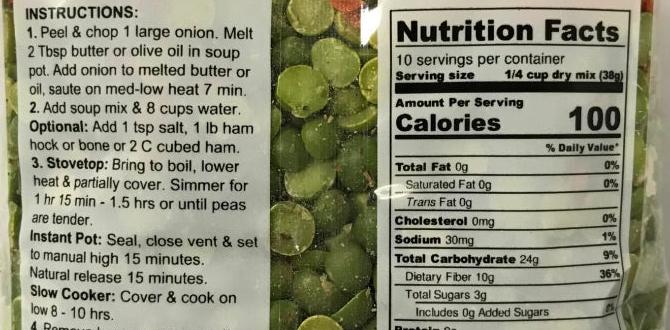 INSTRUCTIONS:
1. Peel & chop 1 large onion. Melt
2 Tbsp butter or olive oil in soup
pot. Add onion to melted butter or
oil, saute on med-low heat 7 min.
2. Add soup mix & 8 cups water.
Optional: Add 1 tsp salt, 1 lb ham
hock or bone or 2 C cubed ham.
3. Stovetop: Bring to boil, lower
heat & partially cover. Simmer for
1 hr 15 min - 1.5 hrs or until peas
are tender.
Instant Pot: Seal, close vent & set
to manual high 15 minutes.
Natural release 15 minutes.
Slow Cooker: Cover & cook on
low 8 - 10 hrs.
Nutrition Facts
10 servings per container
Serving size 1/4 cup dry mix (38g)
Amount Per Serving
Calories 100
% Daily Value*
Total Fat 0g 0%
Saturated Fat 0g 0%
Trans Fat 0g
Cholesterol 0mg 0%
Sodium 30mg 1%
Total Carbohydrate 24g 9%
Dietary Fiber 10g 36%
Total Sugars 3g
Includes 0g Added Sugars